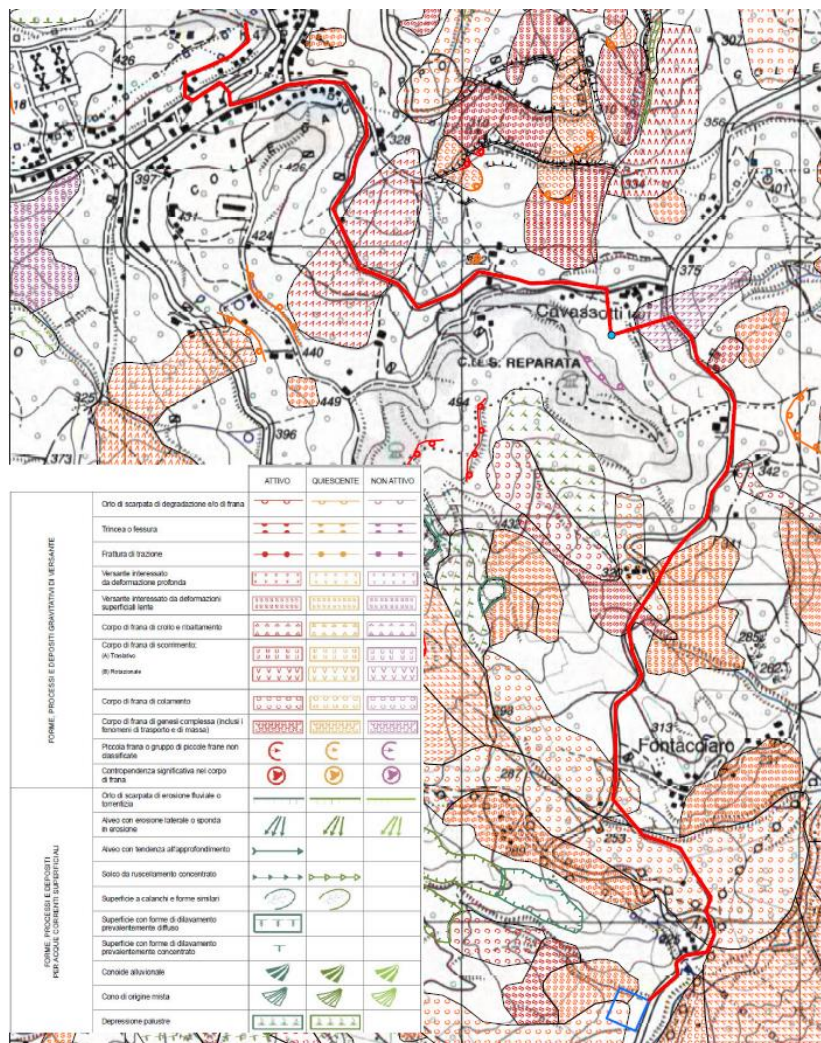 426
47
328
426
397
431
424
307
COLLE
356
401
334
375
Cavassotti
C. S. REPARATA
440
449
494
325
396
373
342
432
320
341
285
282
313
Fontacciaro
293
287
291
253
ATTIVO
QUIESCENTE
NON ATTIVO
FORME, PROCESSI E DEPOSITI GRAVITATIVI DI VERSANTE
Orlo di scarpata di degradazione e/o di frana
Trincea o fessura
Frattura di trazione
Versante interessato
da deformazione profonda
Versante interessato da deformazioni
superficiali lente
Corpo di frana di crollo e ribaltamento
Corpo di frana di scorrimento:
(A) Traslativo
(B) Rotazionale
Corpo di frana di colamento
Corpo di frana di genesi complessa (inclusi i
fenomeni di trasporto e di massa)
Piccola frana o gruppo di piccole frane non
classificate
Contropendenza significativa nel corpo
di frana
FORME, PROCESSI E DEPOSITI
PER ACQUE CORRENTI SUPERFICIALI
Orlo di scarpata di erosione fluviale o
torrentizia
Alveo con erosione laterale o sponda
in erosione
Alveo con tendenza all'approfondimento
Solco da ruscellamento concentrato
Superficie a calanchi e forme similari
Superficie con forme di dilavamento
prevalentemente diffuso
Superficie con forme di dilavamento
prevalentemente concentrato
Conoide alluvionale
Cono di origine mista
Depressione palustre